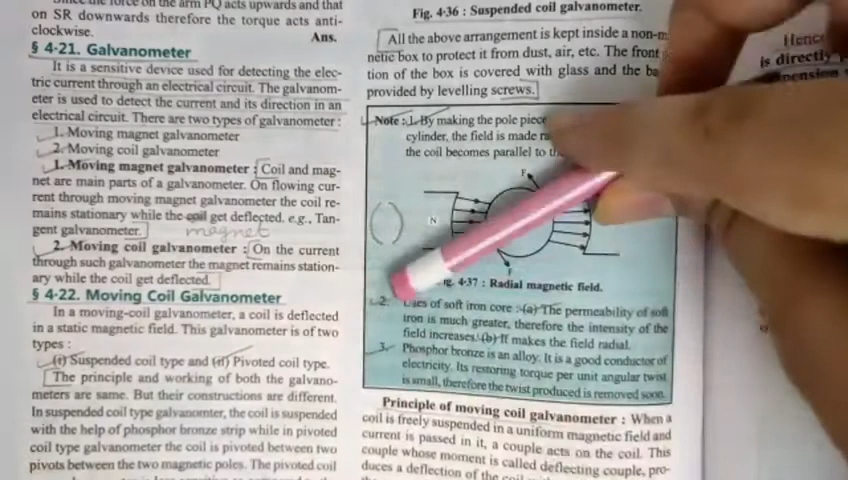 on SR downwards therefore the torque acts anti-
clockwise.
Ans.
§ 4·21. Galvanometer
It is a sensitive device used for detecting the elec-
tric current through an electrical circuit. The galvanom-
eter is used to detect the current and its direction in an
electrical circuit. There are two types of galvanometer :
1. Moving magnet galvanometer
2. Moving coil galvanometer
1. Moving magnet galvanometer : Coil and mag-
net are main parts of a galvanometer. On flowing cur-
rent through moving magnet galvanometer the coil re-
mains stationary while the coil get deflected. e.g., Tan-
gent galvanometer.
magnet
2. Moving coil galvanometer : On the current
through such galvanometer the magnet remains station-
ary while the coil get deflected.
§ 4·22. Moving Coil Galvanometer
In a moving-coil galvanometer, a coil is deflected
in a static magnetic field. This galvanometer is of two
types :
(i) Suspended coil type and (ii) Pivoted coil type.
The principle and working of both the galvano-
meters are same. But their constructions are different.
In suspended coil type galvanomter, the coil is suspended
with the help of phosphor bronze strip while in pivoted
coil type galvanometer the coil is pivoted between two
pivots between the two magnetic poles. The pivoted coil
Fig. 4·36 : Suspended coil galvanometer.
All the above arrangement is kept inside a non-m
netic box to protect it from dust, air, etc. The front
tion of the box is covered with glass and the ba
provided by levelling screws.
Note : 1. By making the pole piece
cylinder, the field is made ra
the coil becomes parallel to th
F
N
F
4·37 : Radial magnetic field.
2. Uses of soft iron core : (a) The permeability of soft
iron is much greater, therefore the intensity of the
field increases. (b) If makes the field radial.
3. Phosphor bronze is an alloy. It is a good conductor of
electricity. Its restoring torque per unit angular twist
is small, therefore the twist produced is removed soon.
Principle of moving coil galvanometer : When a
coil is freely suspended in a uniform magnetic field and
current is passed in it, a couple acts on the coil. This
couple whose moment is called deflecting couple, pro-
duces a deflection of the coil
Hence
is directly